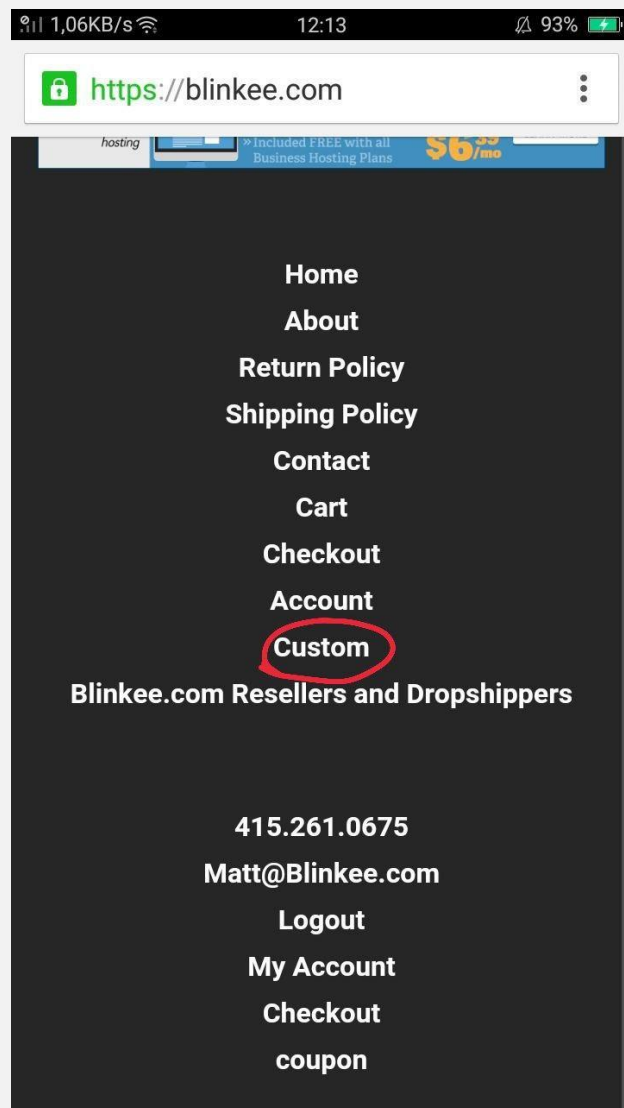 1,06KB/s 12:13 93%
https://blinkee.com
hosting
» Included FREE with all
Business Hosting Plans
$6
/mo
Home
About
Return Policy
Shipping Policy
Contact
Cart
Checkout
Account
Custom
Blinkee.com Resellers and Dropshippers
415.261.0675
Matt@Blinkee.com
Logout
My Account
Checkout
coupon